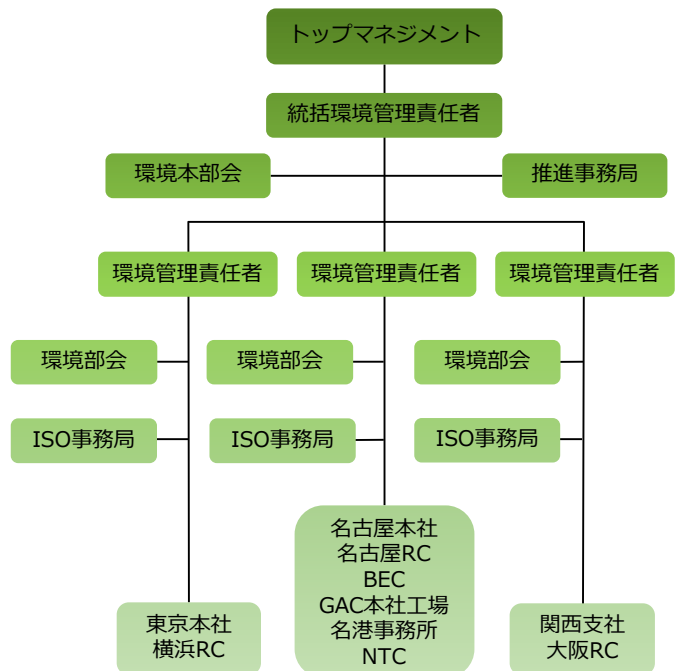 トップマネジメント
統括環境管理責任者
環境本部会
推進事務局
環境管理責任者
環境管理責任者
環境管理責任者
環境部会
環境部会
環境部会
ISO事務局
ISO事務局
ISO事務局
東京本社
横浜RC
名古屋本社
名古屋RC
BEC
GAC本社工場
名港事務所
NTC
関西支社
大阪RC